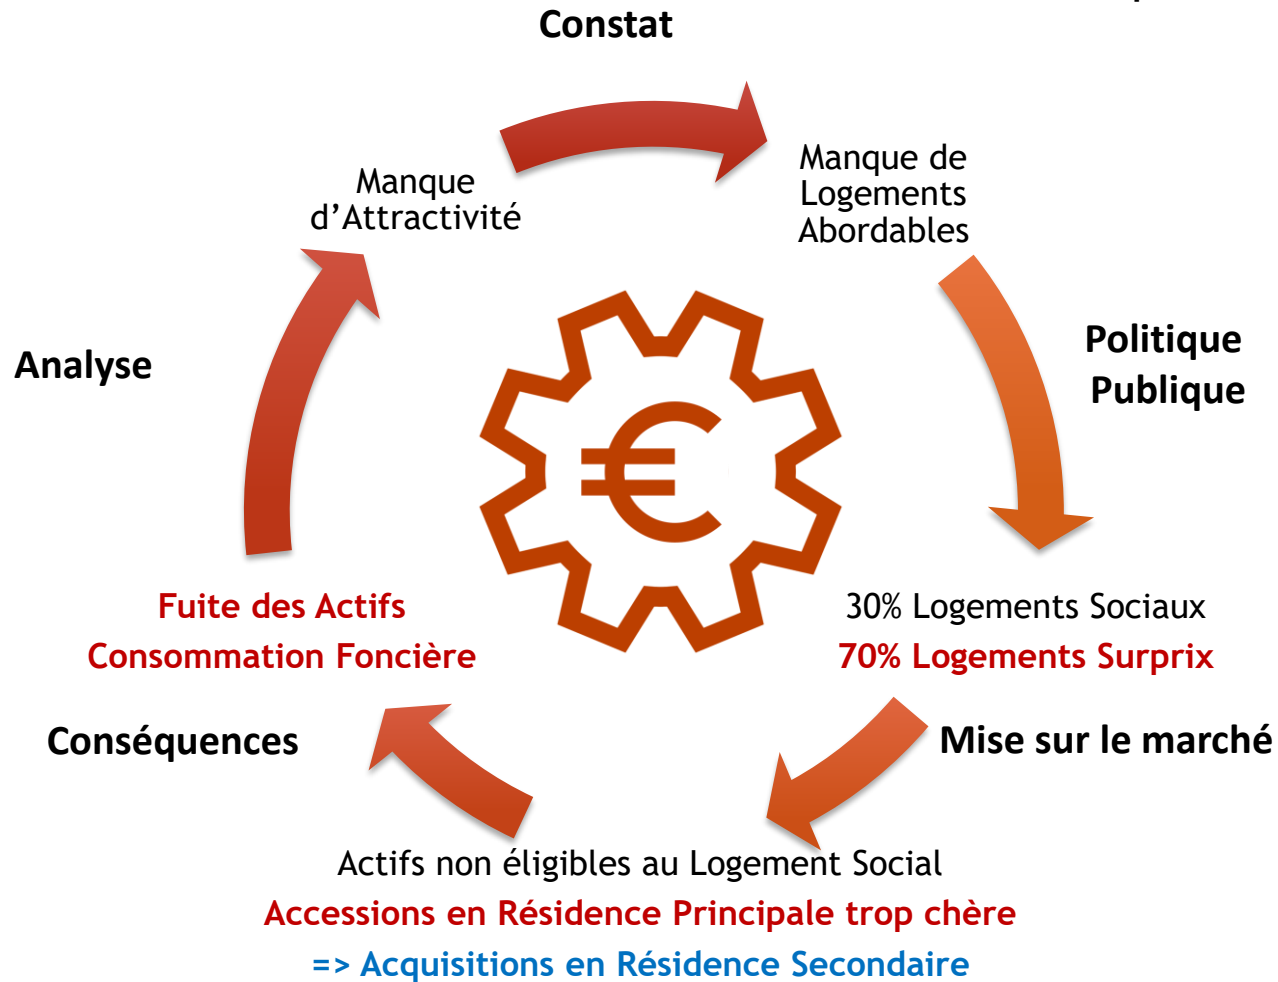 Constat
Manque
d’Attractivité
Manque de
Logements
Abordables
Analyse
Politique
Publique
€
Fuite des Actifs
Consommation Foncière
30% Logements Sociaux
70% Logements Surprix
Conséquences
Mise sur le marché
Actifs non éligibles au Logement Social
Accessions en Résidence Principale trop chère
=> Acquisitions en Résidence Secondaire